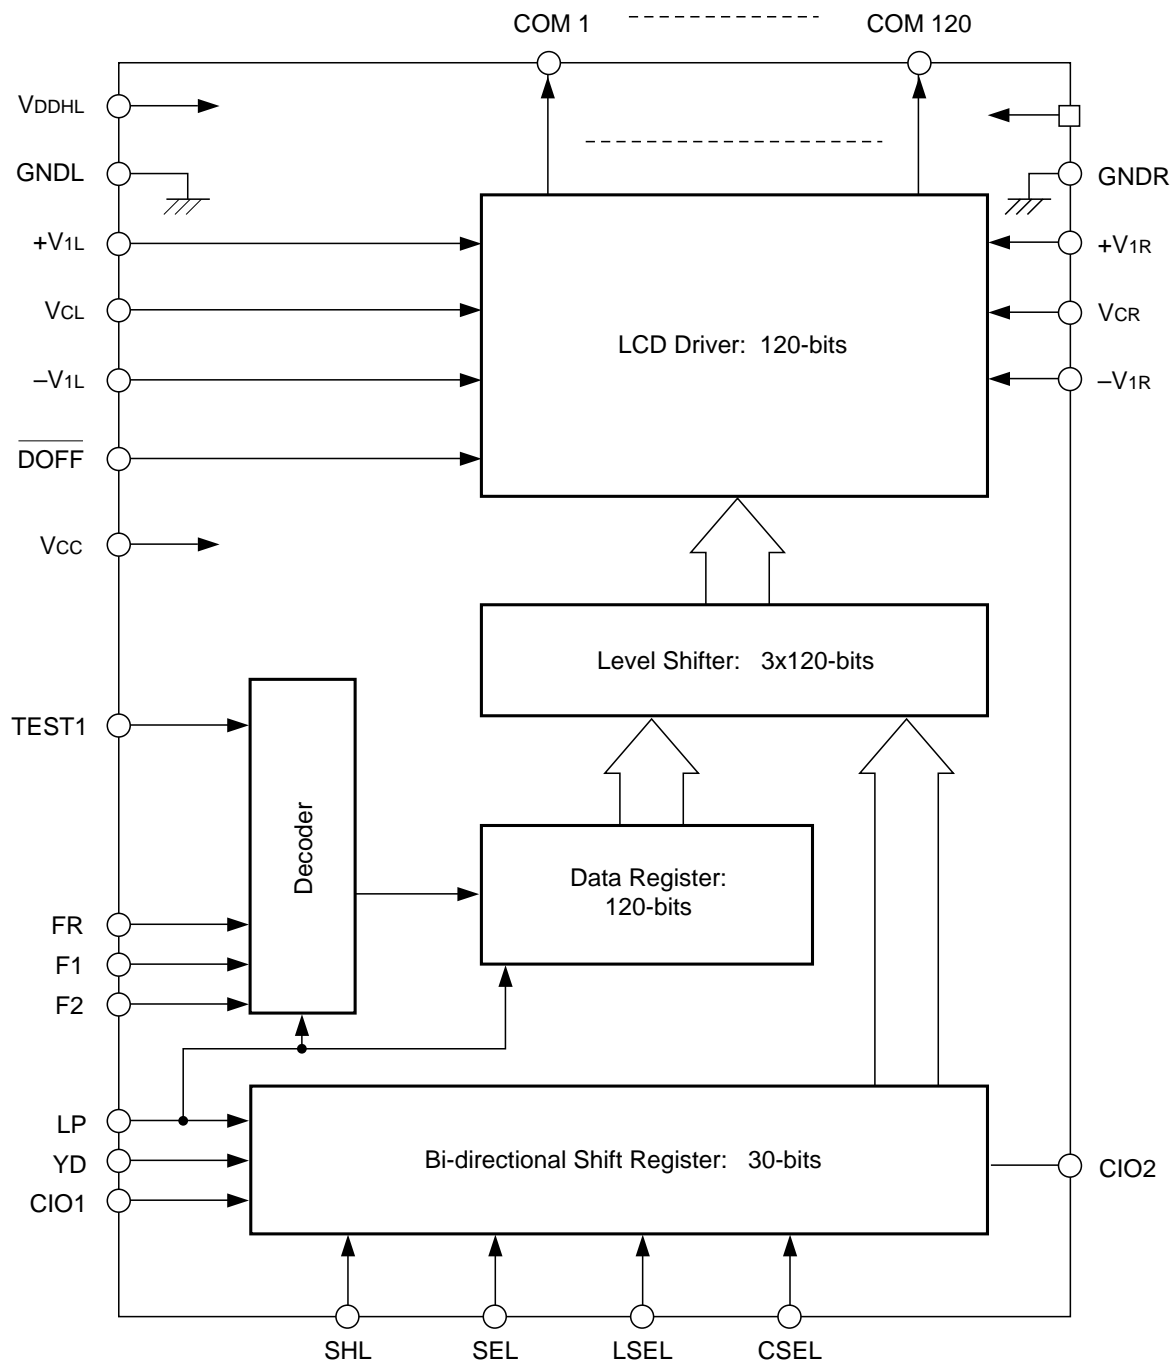 COM 1 COM 120
VDDHL
GNDL
GNDR
+V1L
+V1R
VCL
VCR
LCD Driver: 120-bits
–V1L
–V1R
DOFF
VCC
Level Shifter: 3x120-bits
TEST1
Decoder
Data Register:
120-bits
FR
F1
F2
LP
YD
Bi-directional Shift Register: 30-bits
CIO2
CIO1
SHL SEL LSEL CSEL